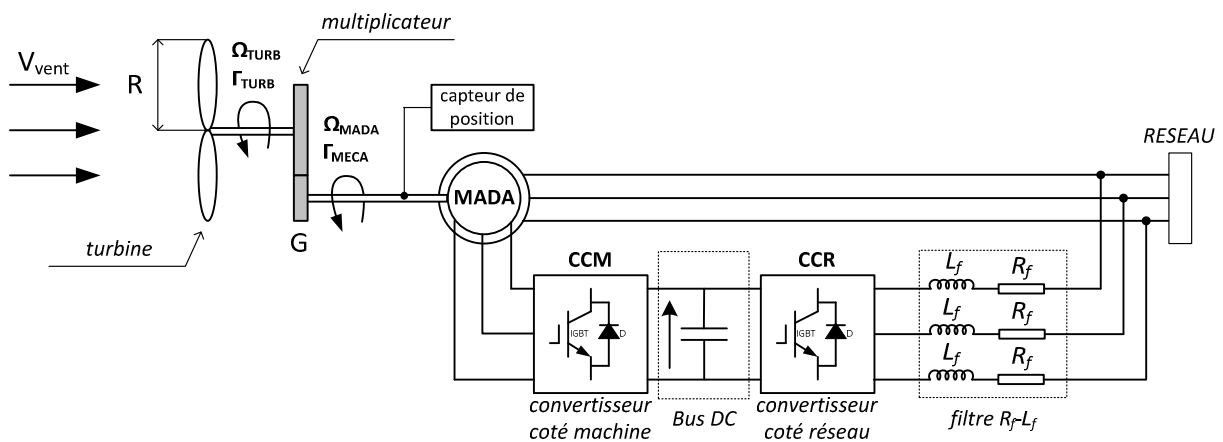 multiplicateur
V_vent
R
Ω_TURB
Γ_TURB
capteur de
position
Ω_MADA
Γ_MECA
RESEAU
MADA
G
turbine
CCM
CCR
L_f
R_f
L_f
R_f
L_f
R_f
IGBT
D
IGBT
D
convertisseur
coté machine
Bus DC
convertisseur
coté réseau
filtre R_f-L_f